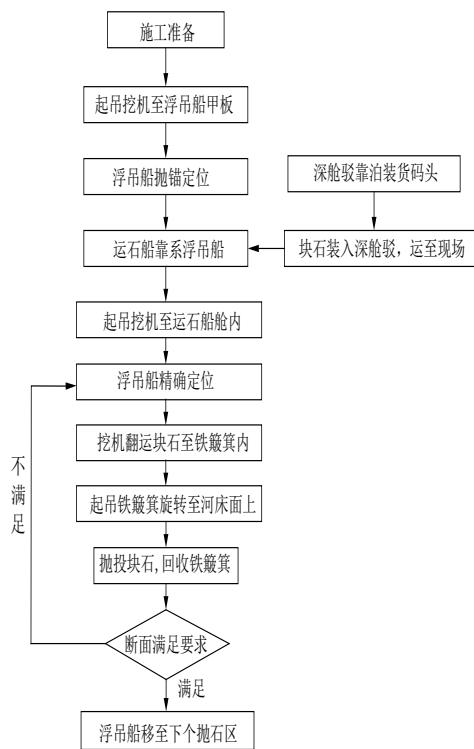 施工准备
起吊挖机至浮吊船甲板
浮吊船抛锚定位
深舱驳靠泊装货码头
运石船靠系浮吊船
块石装入深舱驳，运至现场
起吊挖机至运石船舱内
浮吊船精确定位
挖机翻运块石至铁簸箕内
不满足
起吊铁簸箕旋转至河床面上
抛投块石,回收铁簸箕
断面满足要求
满足
浮吊船移至下个抛石区